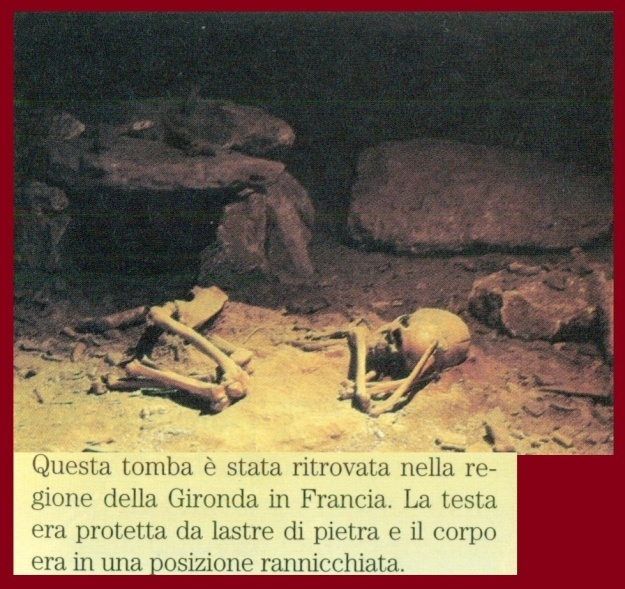 Questa tomba è stata ritrovata nella re-
gione della Gironda in Francia. La testa
era protetta da lastre di pietra e il corpo
era in una posizione rannicchiata.